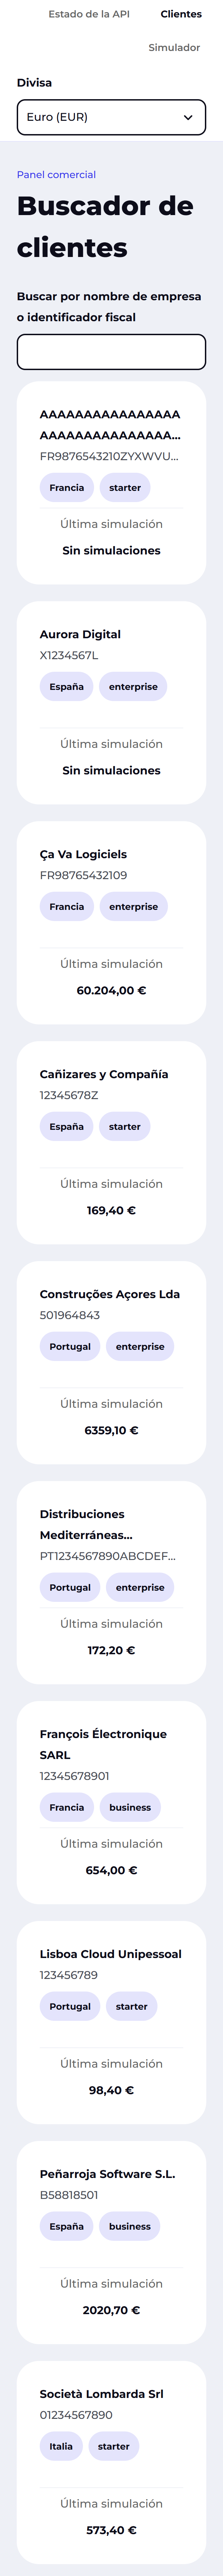 Estado de la API Clientes
Simulador
Divisa
Euro (EUR)
Panel comercial
Buscador de
clientes
Buscar por nombre de empresa
o identificador fiscal
AAAAAAAAAAAAAAAA
AAAAAAAAAAAAAAA...
FR9876543210ZYXWVU...
Francia starter
Última simulación
Sin simulaciones
Aurora Digital
X1234567L
España enterprise
Última simulación
Sin simulaciones
Ça Va Logiciels
FR98765432109
Francia enterprise
Última simulación
60.204,00 €
Cañizares y Compañía
12345678Z
España starter
Última simulación
169,40 €
Construções Açores Lda
501964843
Portugal enterprise
Última simulación
6359,10 €
Distribuciones
Mediterráneas...
PT1234567890ABCDEF...
Portugal enterprise
Última simulación
172,20 €
François Électronique
SARL
12345678901
Francia business
Última simulación
654,00 €
Lisboa Cloud Unipessoal
123456789
Portugal starter
Última simulación
98,40 €
Peñarroja Software S.L.
B58818501
España business
Última simulación
2020,70 €
Società Lombarda Srl
01234567890
Italia starter
Última simulación
573,40 €